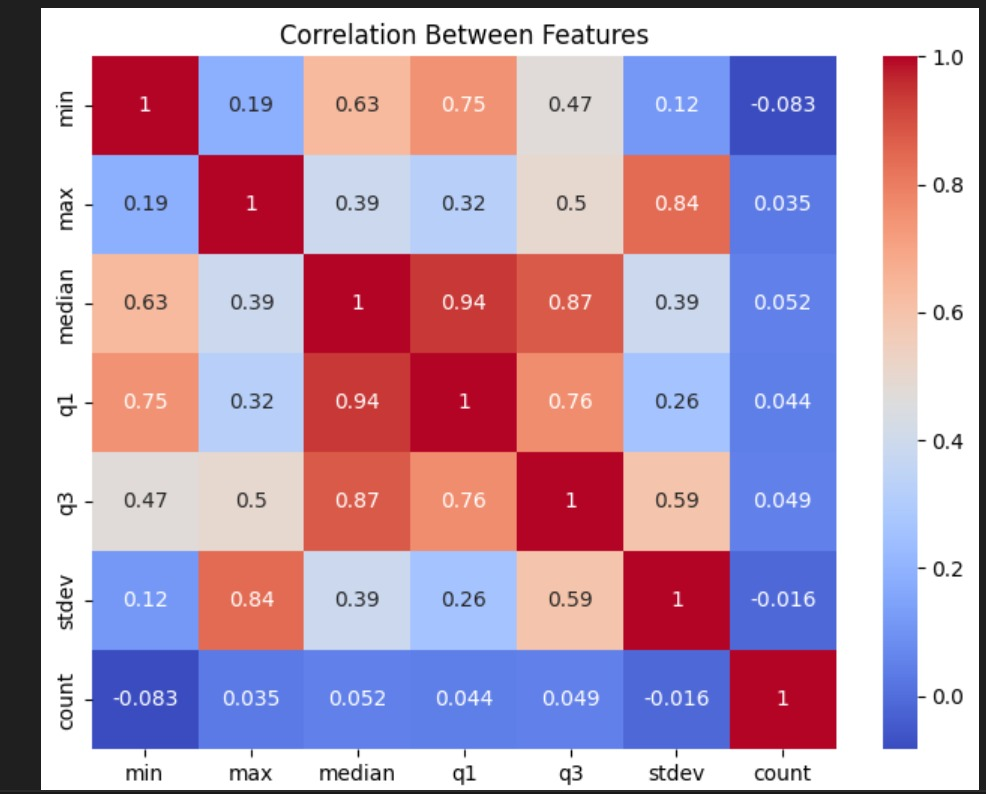 Correlation Between Features
min 1 0.19 0.63 0.75 0.47 0.12 -0.083
max 0.19 1 0.39 0.32 0.5 0.84 0.035
median 0.63 0.39 1 0.94 0.87 0.39 0.052
q1 0.75 0.32 0.94 1 0.76 0.26 0.044
q3 0.47 0.5 0.87 0.76 1 0.59 0.049
stdev 0.12 0.84 0.39 0.26 0.59 1 -0.016
count -0.083 0.035 0.052 0.044 0.049 -0.016 1
min max median q1 q3 stdev count
1.0
0.8
0.6
0.4
0.2
0.0